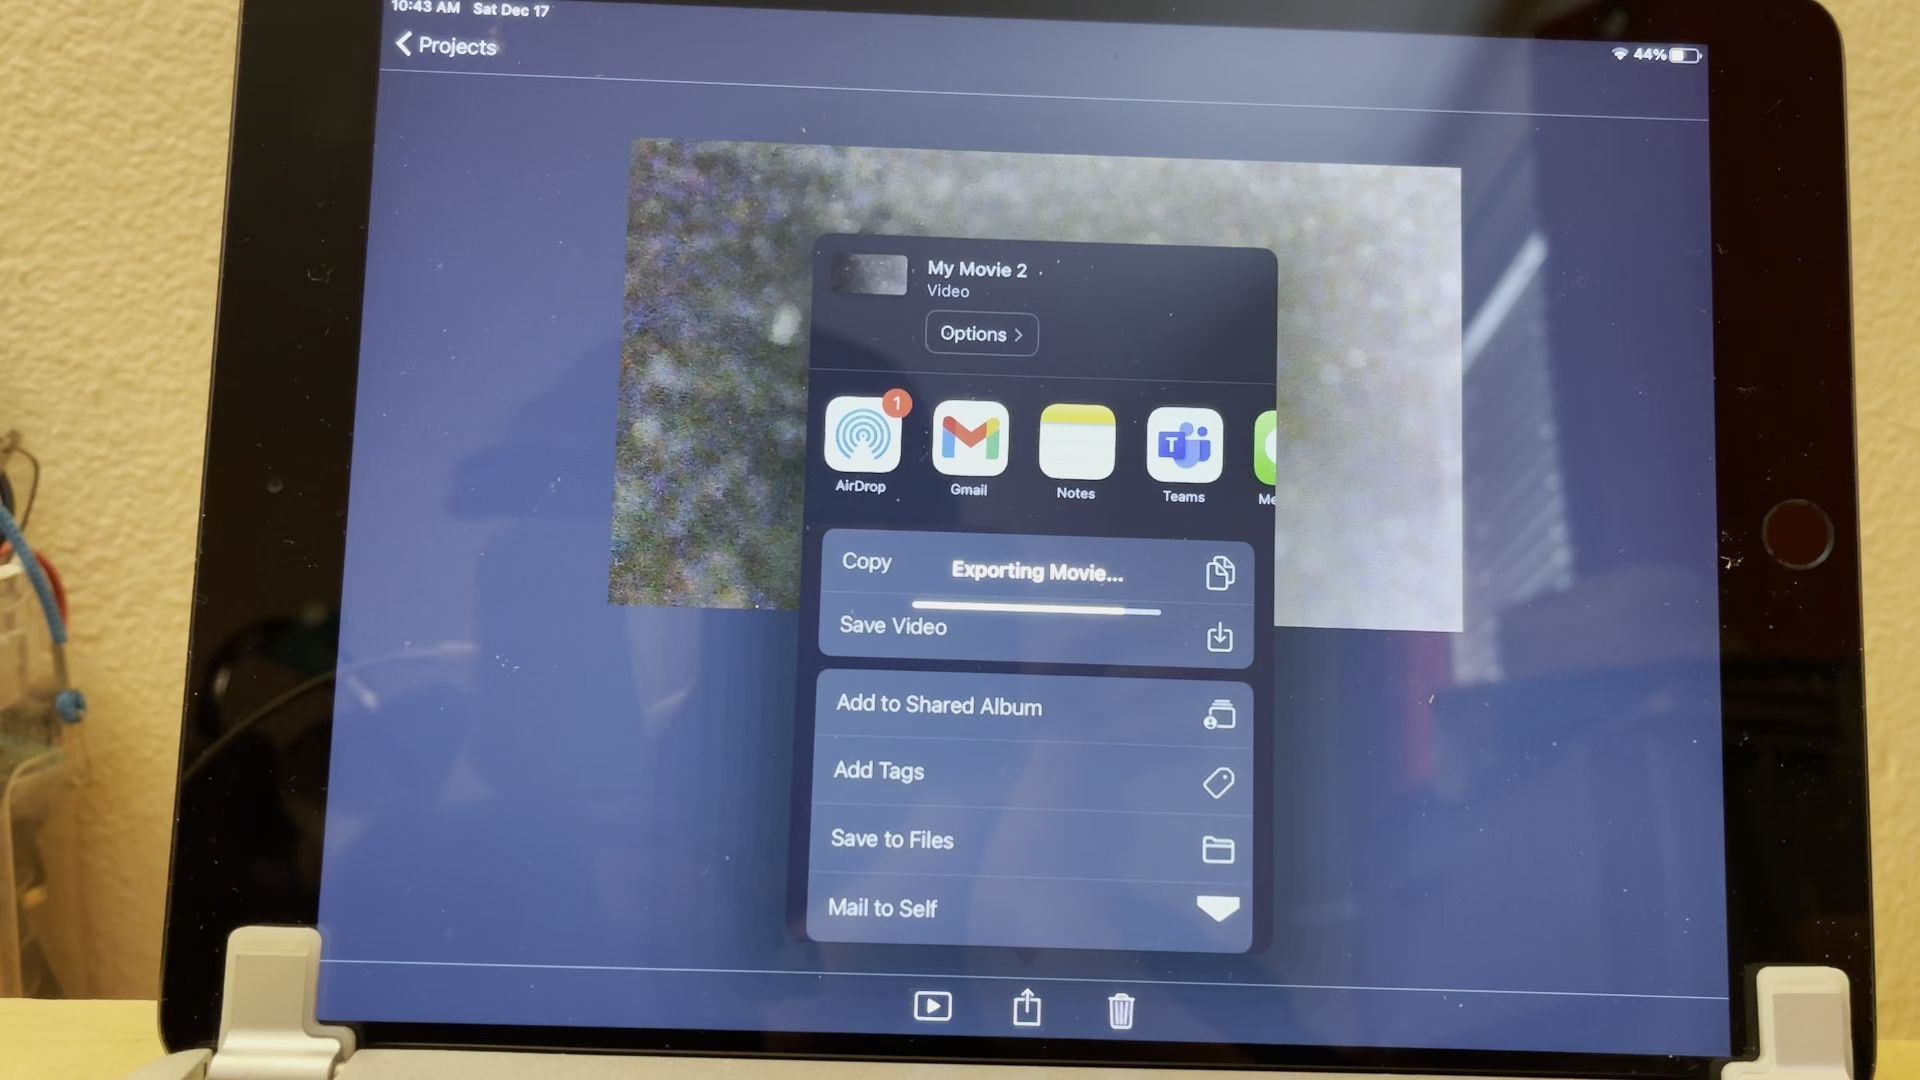 10:43 AM Sat Dec 17
44%
Projects
My Movie 2
Video
Options
1
AirDrop
Gmail
Notes
T
Teams
Me
Copy
Exporting Movie...
Save Video
Add to Shared Album
Add Tags
Save to Files
Mail to Self